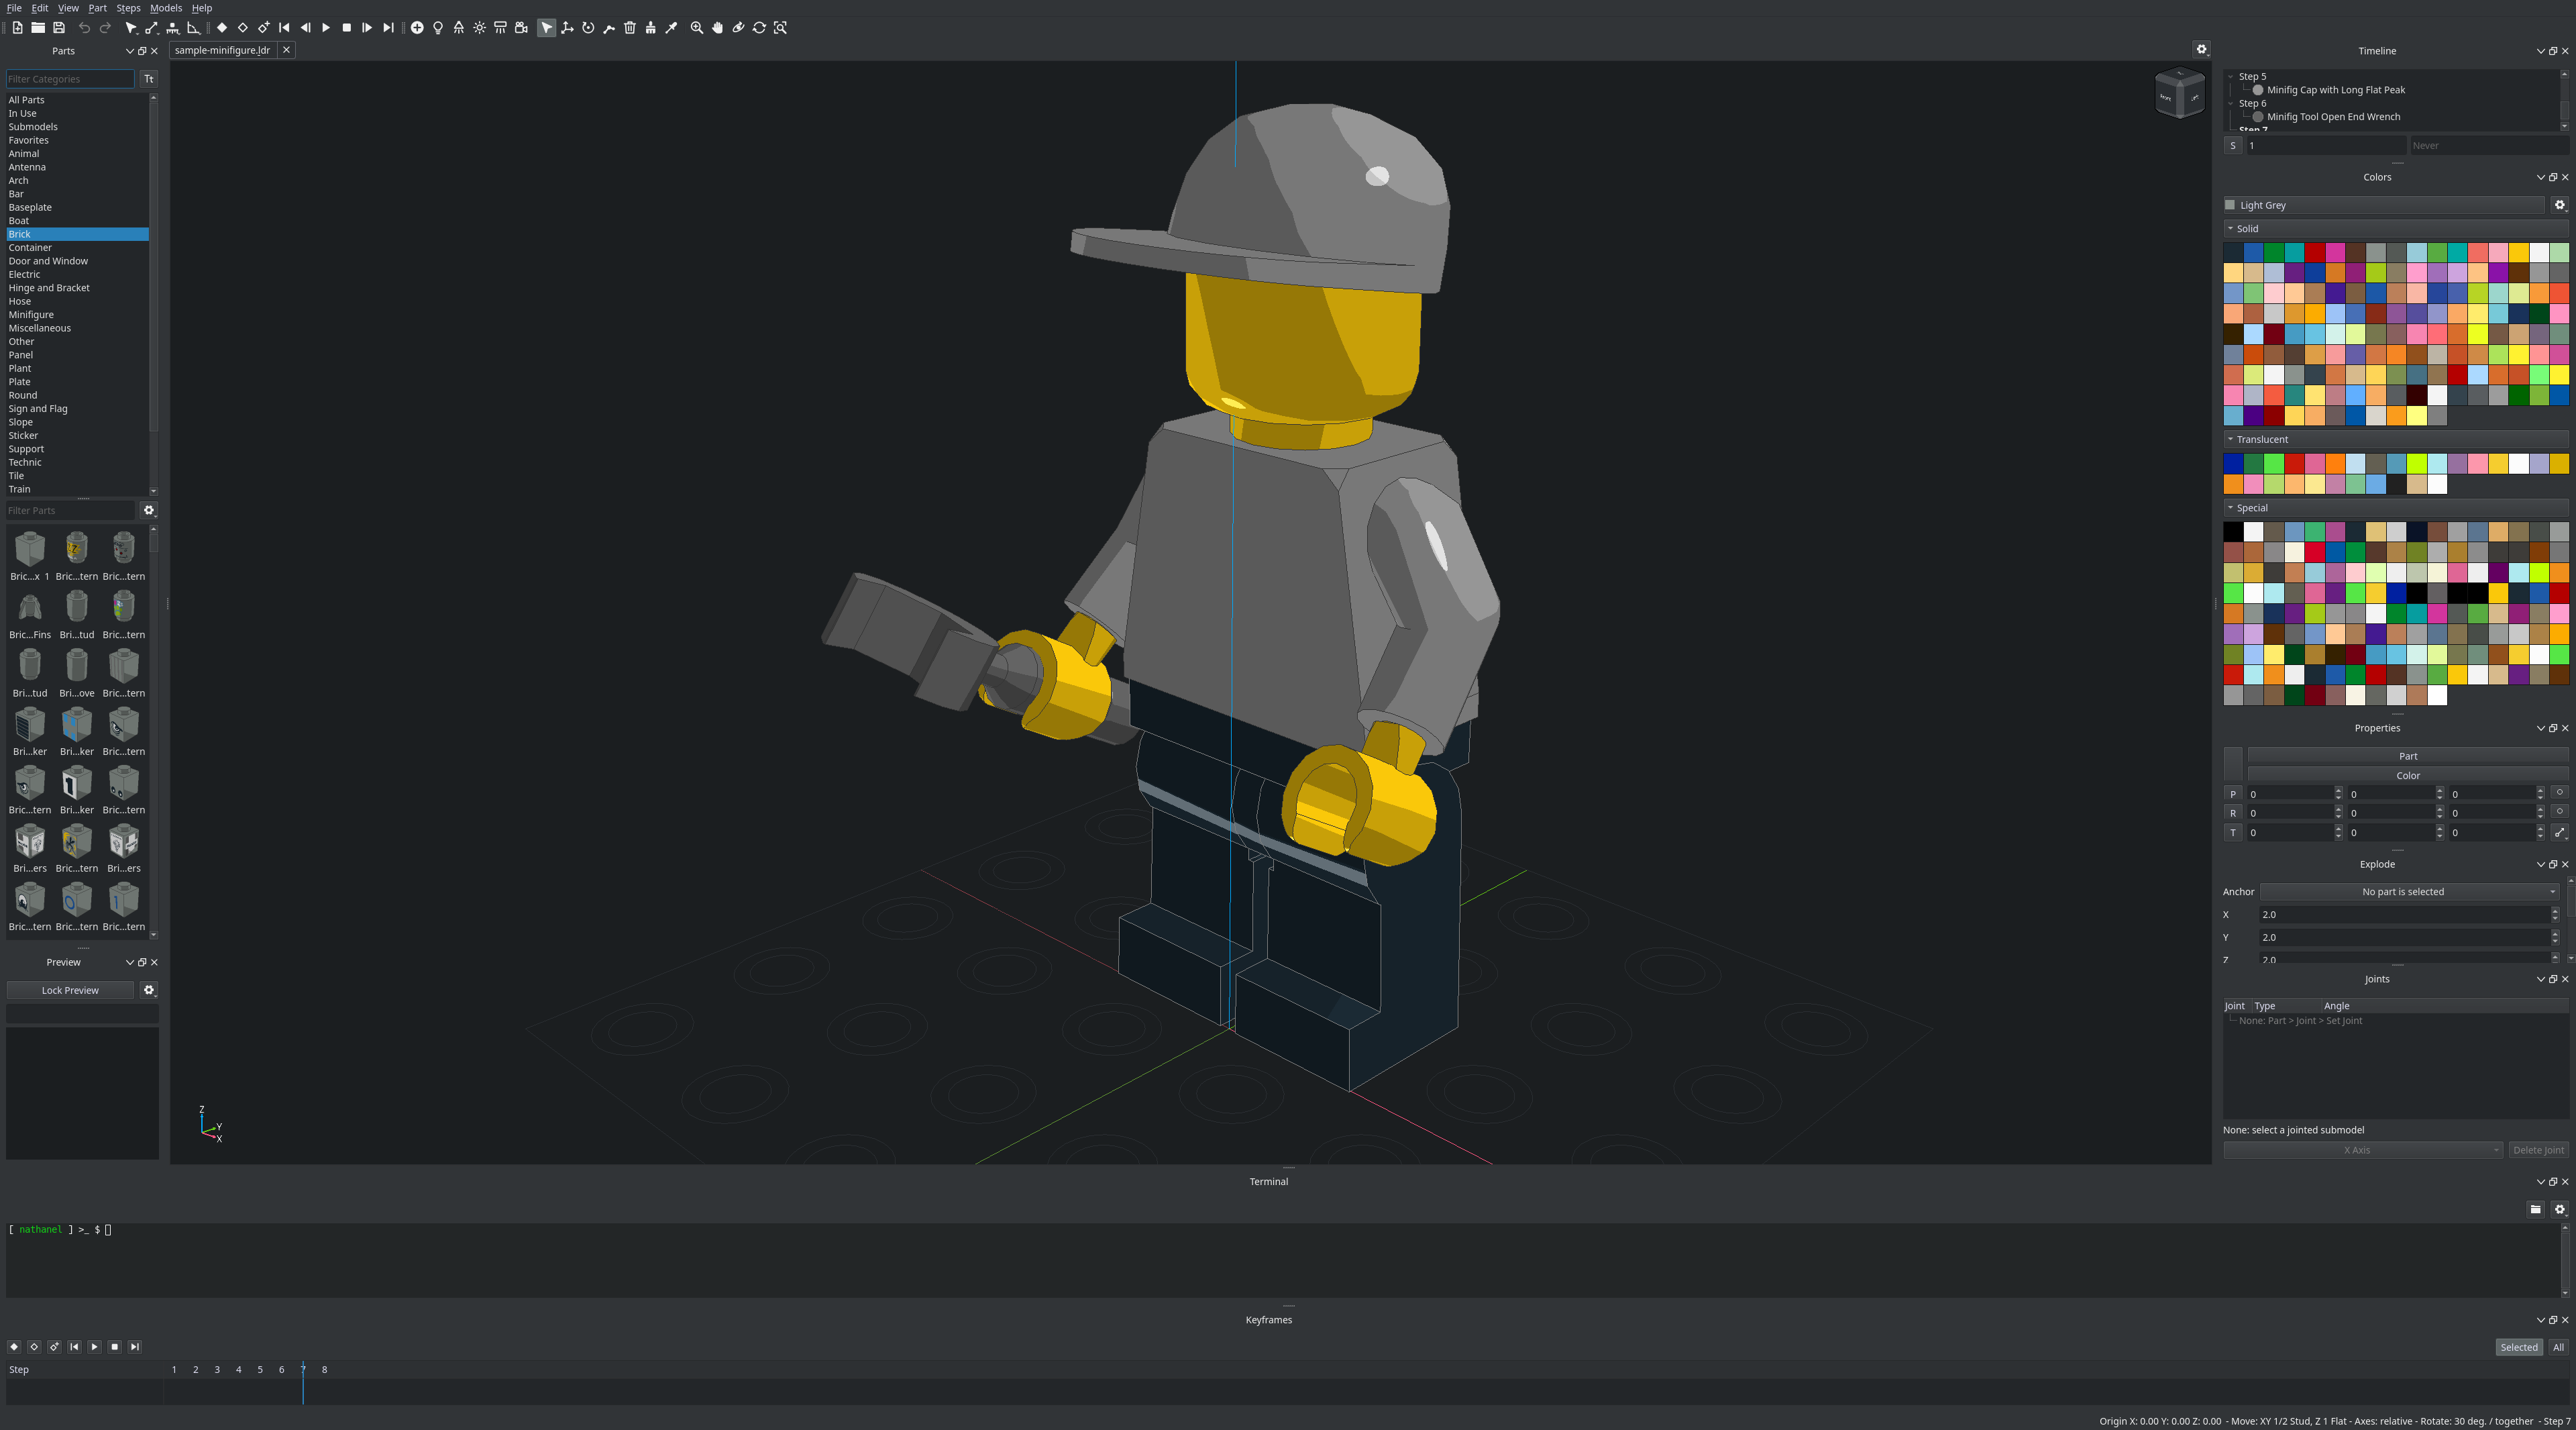 File Edit View Part Steps Models Help
Parts
sample-minifigure.ldr
Timeline
Filter Categories
Tt
All Parts
In Use
Submodels
Favorites
Animal
Antenna
Arch
Bar
Baseplate
Boat
Brick
Container
Door and Window
Electric
Hinge and Bracket
Hose
Minifigure
Miscellaneous
Other
Panel
Plant
Plate
Round
Sign and Flag
Slope
Sticker
Support
Technic
Tile
Train
Filter Parts
Bric...x 1 Bric...tern Bric...tern
Bric...Fins Bri...tud Bric...tern
Bri...tud Bri...ove Bric...tern
Bri...ker Bri...ker Bric...tern
Bric...tern Bri...ker Bric...tern
Bri...ers Bric...tern Bri...ers
Bric...tern Bric...tern Bric...tern
Preview
Lock Preview
Z
Y
X
Step 5
Minifig Cap with Long Flat Peak
Step 6
Minifig Tool Open End Wrench
Step 7
S 1 Never
Colors
Light Grey
Solid
Translucent
Special
Properties
Part
Color
P 0 0 0
R 0 0 0
T 0 0 0
Explode
Anchor No part is selected
X 2.0
Y 2.0
Z 2.0
Joints
Joint Type Angle
None: Part > Joint > Set Joint
None: select a jointed submodel
X Axis Delete Joint
Terminal
[ nathanel ] >_ $
Keyframes
Selected All
Step 1 2 3 4 5 6 7 8
Origin X: 0.00 Y: 0.00 Z: 0.00 - Move: XY 1/2 Stud, Z 1 Flat - Axes: relative - Rotate: 30 deg. / together - Step 7